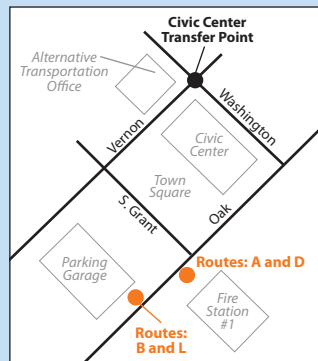 Civic Center
Transfer Point
Alternative
Transportation
Office
Washington
Vernon
Civic
Center
Town
Square
Oak
S. Grant
Parking
Garage
Routes: A and D
Fire
Station
#1
Routes:
B and L